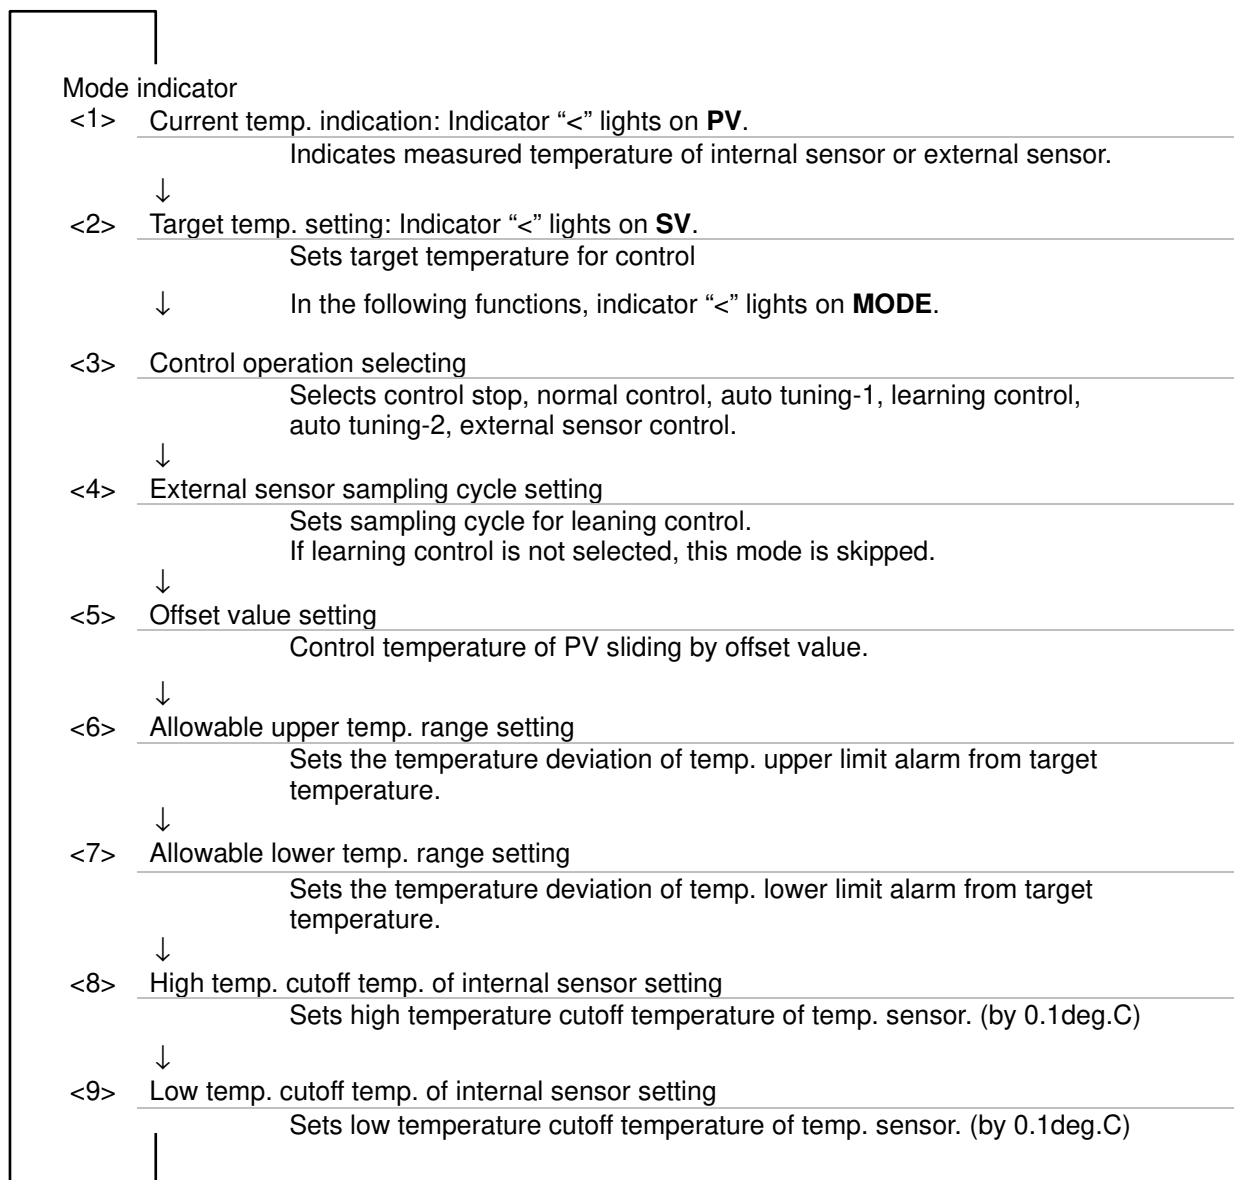 Mode indicator
<1> Current temp. indication: Indicator “<” lights on PV.
Indicates measured temperature of internal sensor or external sensor.
↓
<2> Target temp. setting: Indicator “<” lights on SV.
Sets target temperature for control
↓ In the following functions, indicator “<” lights on MODE.
<3> Control operation selecting
Selects control stop, normal control, auto tuning-1, learning control,
auto tuning-2, external sensor control.
↓
<4> External sensor sampling cycle setting
Sets sampling cycle for leaning control.
If learning control is not selected, this mode is skipped.
↓
<5> Offset value setting
Control temperature of PV sliding by offset value.
↓
<6> Allowable upper temp. range setting
Sets the temperature deviation of temp. upper limit alarm from target
temperature.
↓
<7> Allowable lower temp. range setting
Sets the temperature deviation of temp. lower limit alarm from target
temperature.
↓
<8> High temp. cutoff temp. of internal sensor setting
Sets high temperature cutoff temperature of temp. sensor. (by 0.1deg.C)
↓
<9> Low temp. cutoff temp. of internal sensor setting
Sets low temperature cutoff temperature of temp. sensor. (by 0.1deg.C)